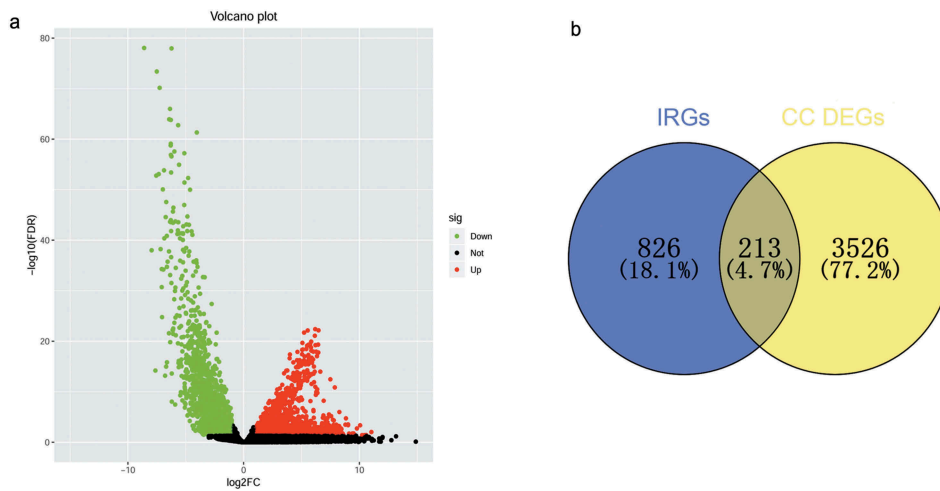 a
Volcano plot
80
60
40
20
0
-log10(FDR)
-10
0
10
log2FC
sig
Down
Not
Up
b
IRGs
CC DEGs
826
(18.1%)
213
(4.7%)
3526
(77.2%)